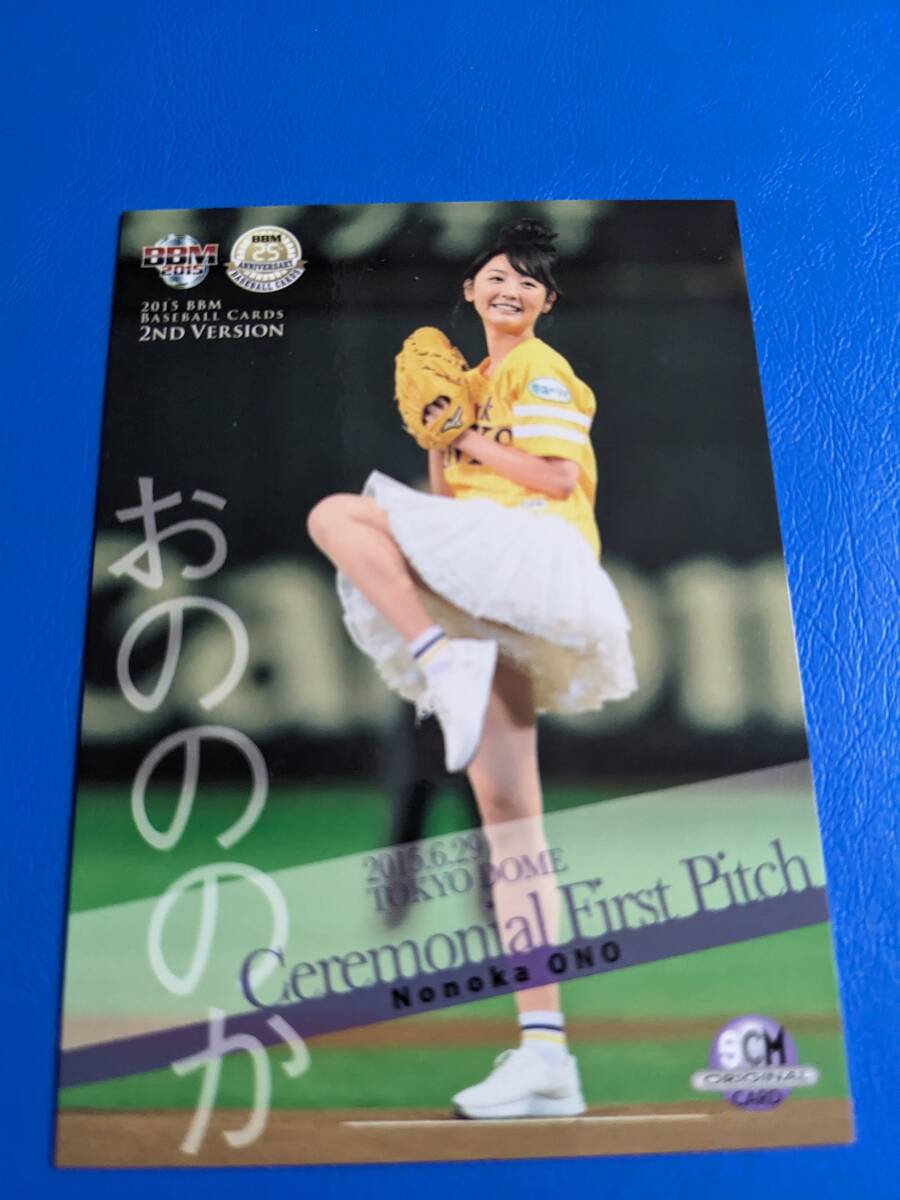 BBM
2015
BBM
25
ANNIVERSARY
BASEBALL CARDS
2015 BBM
BASEBALL CARDS
2ND VERSION
おのののか
2015.6.29
TOKYO DOME
Ceremonial First Pitch
Nonoka ONO
SCM
ORIGINAL
CARD